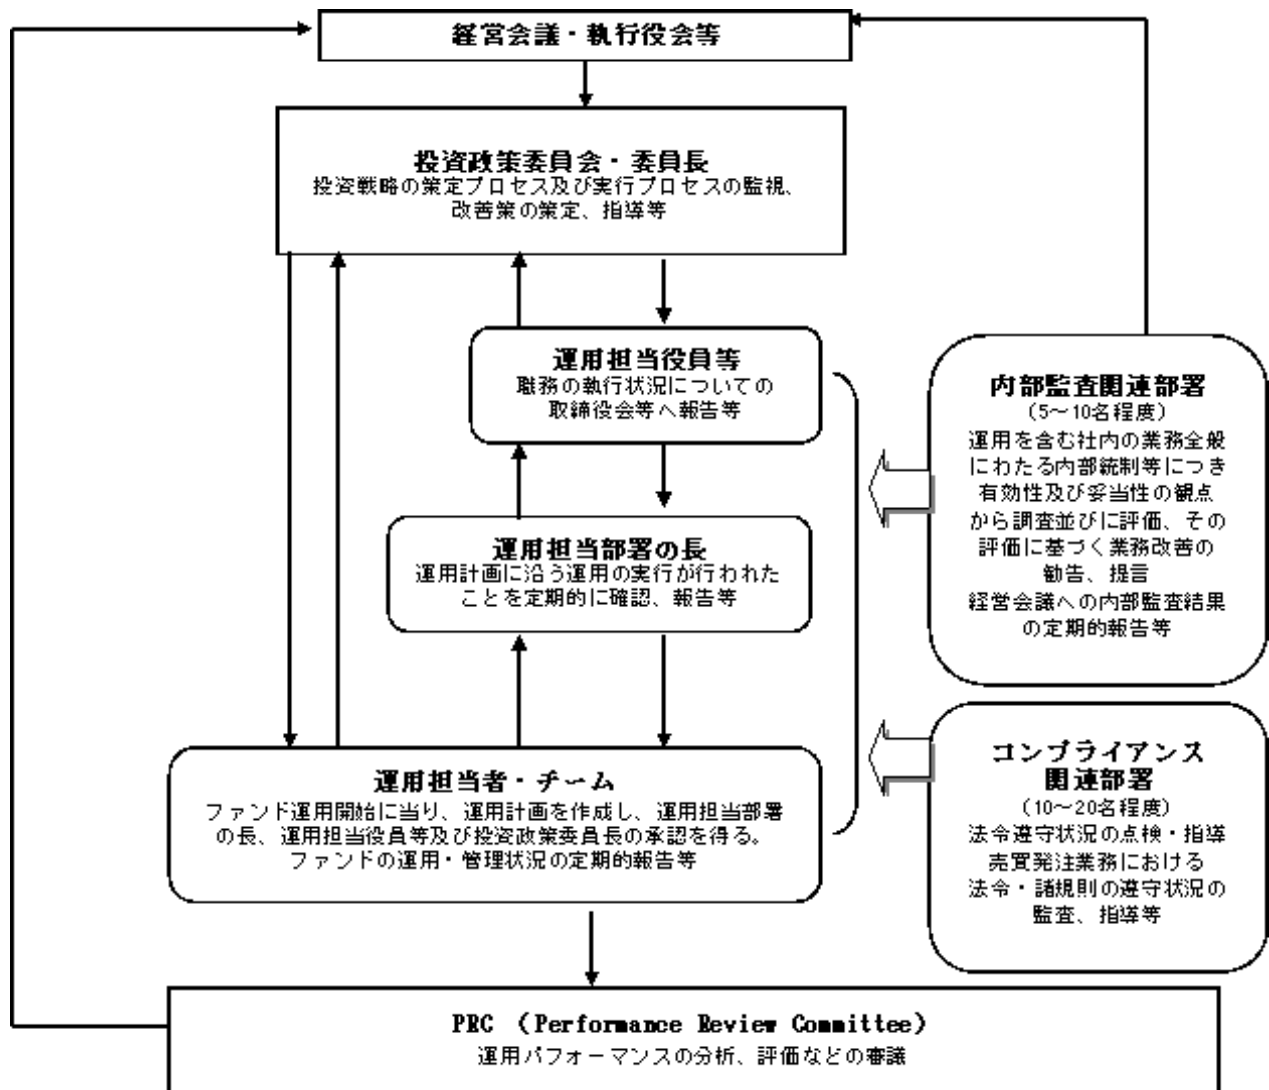 経営会議・執行役会等
投資政策委員会・委員長
投資戦略の策定プロセス及び実行プロセスの監視、
改善策の策定、指導等
運用担当役員等
職務の執行状況についての
取締役会等へ報告等
運用担当部署の長
運用計画に沿う運用の実行が行われた
ことを定期的に確認、報告等
運用担当者・チーム
ファンド運用開始に当り、運用計画を作成し、運用担当部署
の長、運用担当役員等及び投資政策委員長の承認を得る。
ファンドの運用・管理状況の定期的報告等
内部監査関連部署
（5～10名程度）
運用を含む社内の業務全般
にわたる内部統制等につき
有効性及び妥当性の観点
から調査並びに評価、その
評価に基づく業務改善の
勧告、提言
経営会議への内部監査結果
の定期的報告等
コンプライアンス
関連部署
（10～20名程度）
法令遵守状況の点検・指導
売買発注業務における
法令・諸規則の遵守状況の
監査、指導等
PRC （Performance Review Committee）
運用パフォーマンスの分析、評価などの審議